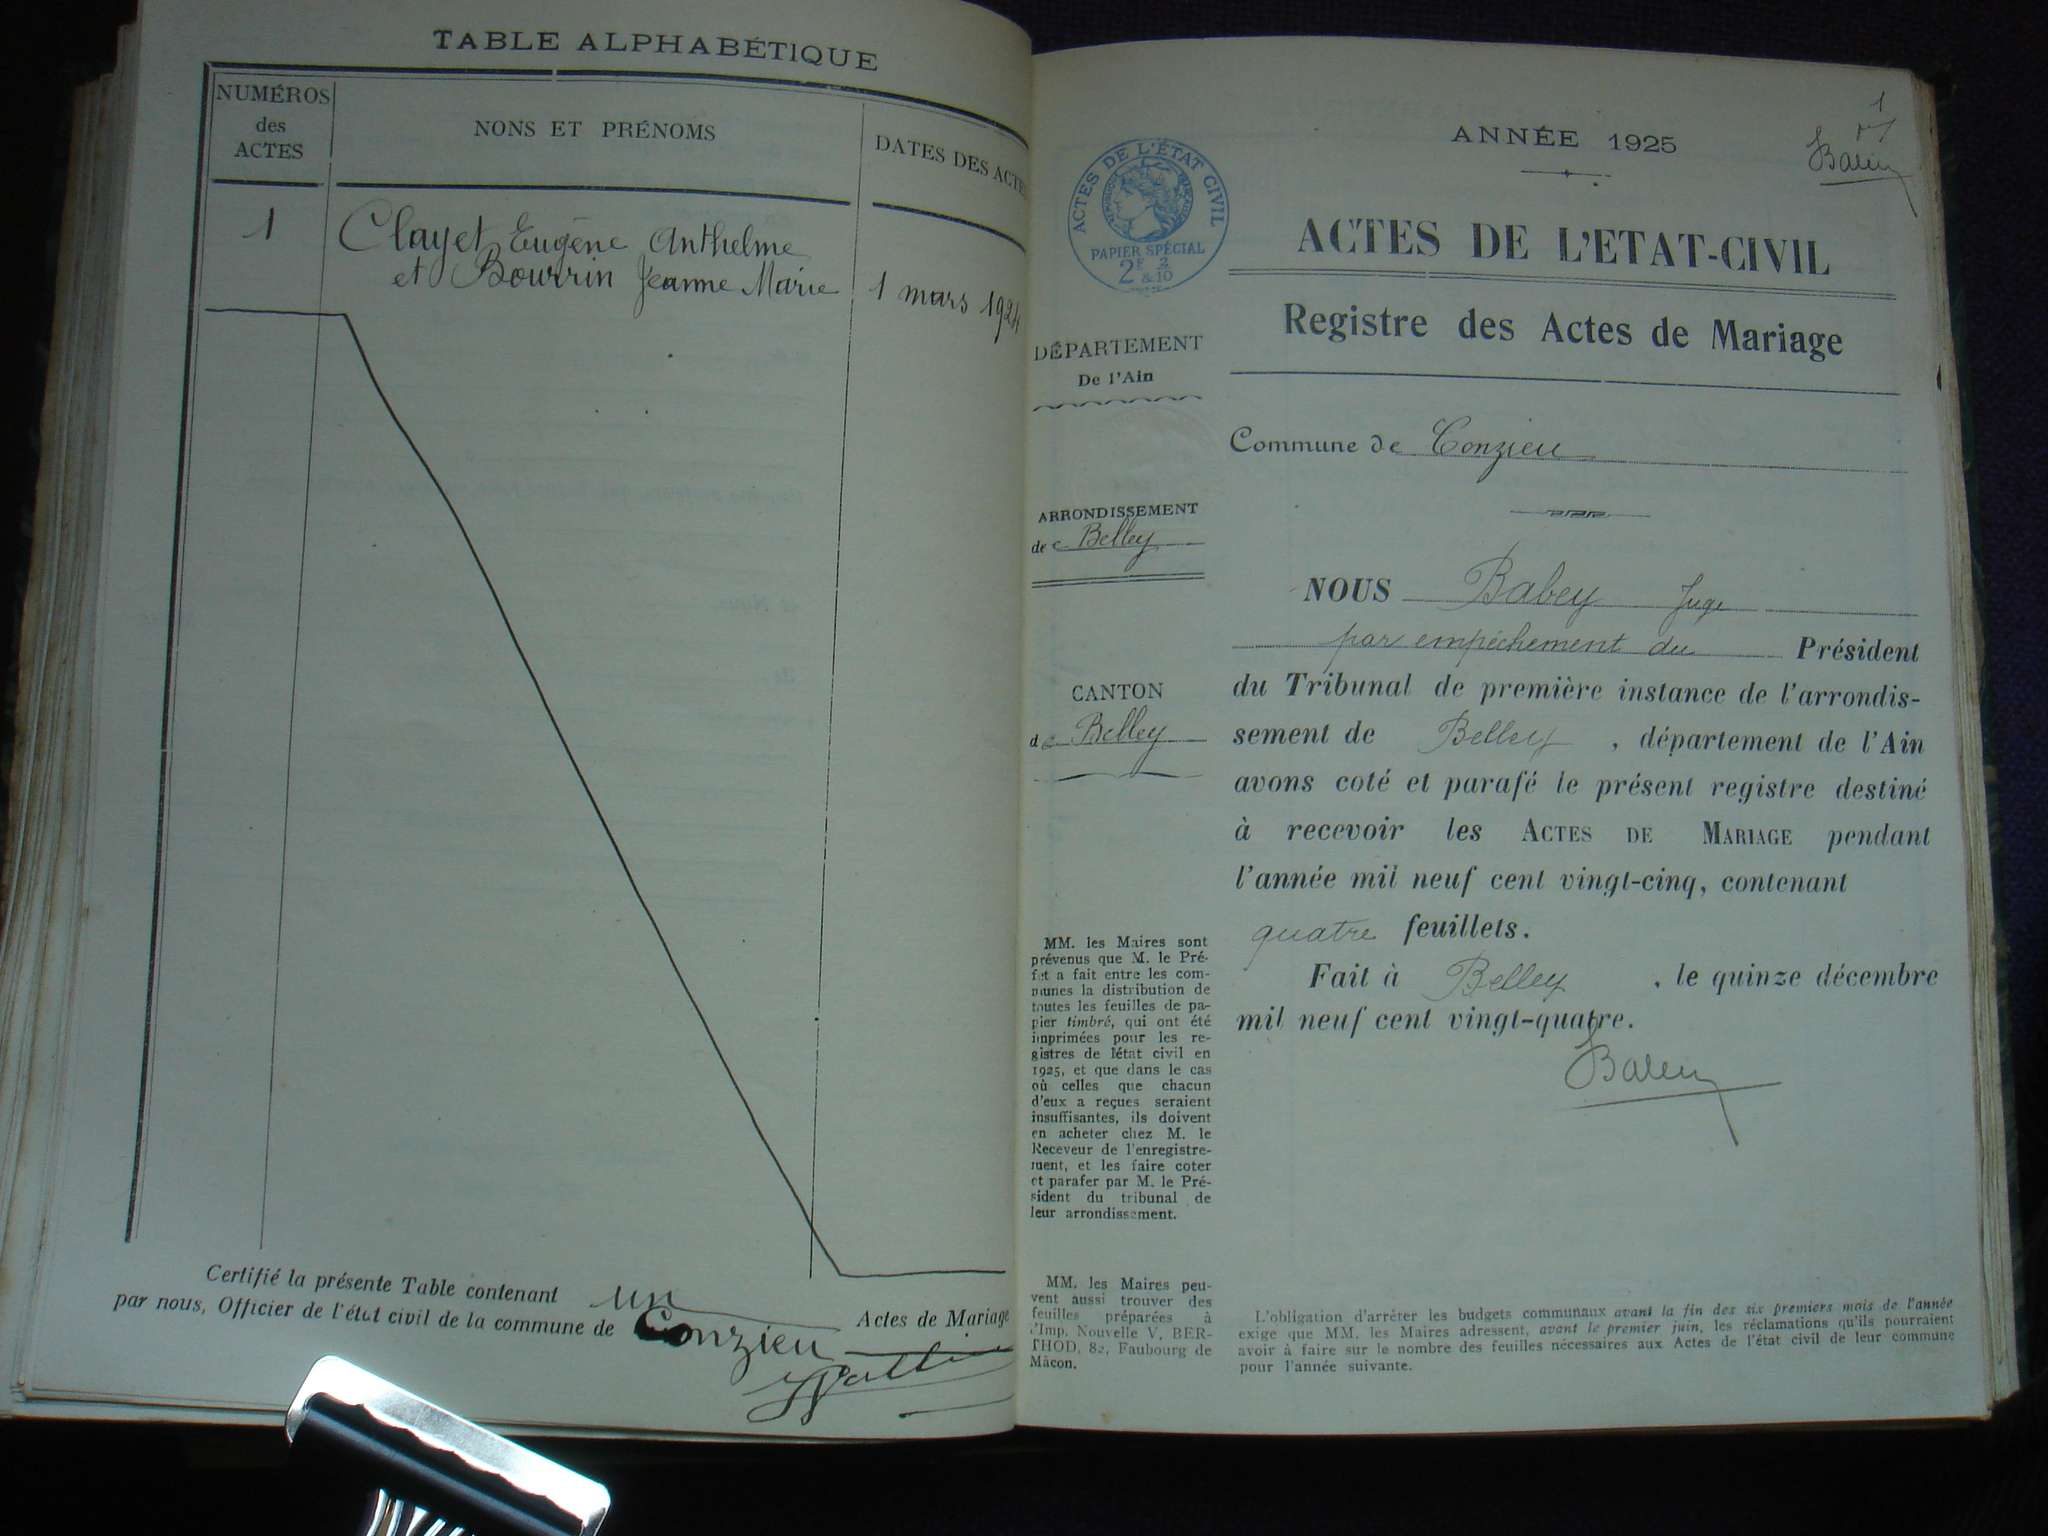 TABLE ALPHABÉTIQUE
NUMÉROS
des
ACTES
NONS ET PRÉNOMS
DATES DES ACTES
1
Clayet Eugène Anthelme
et Bourrin Jeanne Marie
1 mars 1924
Certifié la présente Table contenant un Actes de Mariage
par nous, Officier de l'état civil de la commune de Conzieu
1
ANNÉE 1925
ACTES DE L'ÉTAT CIVIL
RÉPUBLIQUE FRANÇAISE
PAPIER SPÉCIAL
2F 2
& 10
ACTES DE L'ETAT-CIVIL
Registre des Actes de Mariage
DÉPARTEMENT
De l'Ain
Commune de Conzieu
ARRONDISSEMENT
de Belley
CANTON
de Belley
NOUS Babey Juge
par empêchement du Président
du Tribunal de première instance de l'arrondis-
sement de Belley, département de l'Ain
avons coté et parafé le présent registre destiné
à recevoir les ACTES DE MARIAGE pendant
l'année mil neuf cent vingt-cinq, contenant
quatre feuillets.
Fait à Belley, le quinze décembre
mil neuf cent vingt-quatre.
MM. les Maires sont
prévenus que M. le Pré-
fet a fait entre les com-
munes la distribution de
toutes les feuilles de pa-
pier timbré, qui ont été
imprimées pour les re-
gistres de létat civil en
1925, et que dans le cas
où celles que chacun
d'eux a reçues seraient
insuffisantes, ils doivent
en acheter chez M. le
Receveur de l'enregistre-
ment, et les faire coter
et parafer par M. le Pré-
sident du tribunal de
leur arrondissement.
MM. les Maires peu-
vent aussi trouver des
feuilles préparées à
l'Imp. Nouvelle V. BER-
THOD, 82, Faubourg de
Mâcon.
L'obligation d'arrêter les budgets communaux avant la fin des six premiers mois de l'année
exige que MM. les Maires adressent, avant le premier juin, les réclamations qu'ils pourraient
avoir à faire sur le nombre des feuilles nécessaires aux Actes de l'état civil de leur commune
pour l'année suivante.